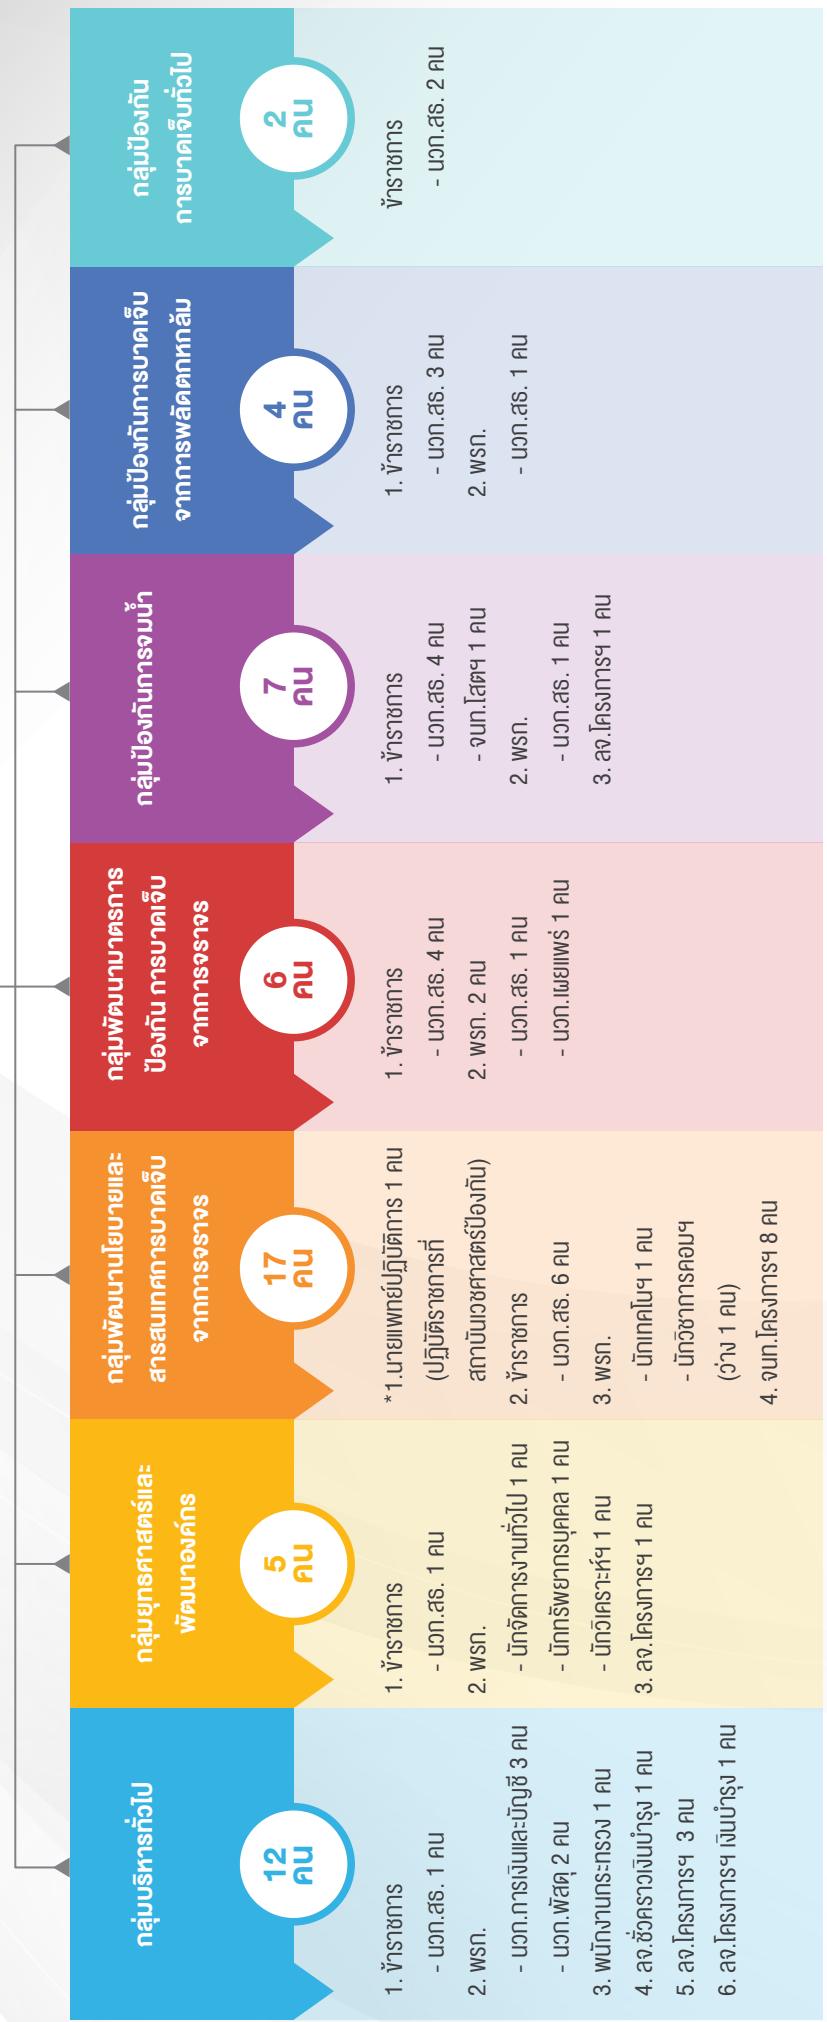 กลุ่มบริหารทั่วไป
12
คน
1. ข้าราชการ
- นวก.สธ. 1 คน
2. พรก.
- นวก.การเงินและบัญชี 3 คน
- นวก.พัสดุ 2 คน
3. พนักงานกระทรวง 1 คน
4. ลจ.ชั่วคราวเงินบำรุง 1 คน
5. ลจ.โครงการฯ 3 คน
6. ลจ.โครงการฯ เงินบำรุง 1 คน
กลุ่มยุทธศาสตร์และ
พัฒนาองค์กร
5
คน
1. ข้าราชการ
- นวก.สธ. 1 คน
2. พรก.
- นักจัดการงานทั่วไป 1 คน
- นักทรัพยากรบุคคล 1 คน
- นักวิเคราะห์ฯ 1 คน
3. ลจ.โครงการฯ 1 คน
กลุ่มพัฒนานโยบายและ
สารสนเทศการบาดเจ็บ
จากการจราจร
17
คน
*1.นายแพทย์ปฏิบัติการ 1 คน
(ปฏิบัติราชการที่
สถาบันเวชศาสตร์ป้องกัน)
2. ข้าราชการ
- นวก.สธ. 6 คน
3. พรก.
- นักเทคโนฯ 1 คน
- นักวิชาการคอมฯ
(ว่าง 1 คน)
4. จนท.โครงการฯ 8 คน
กลุ่มพัฒนามาตรการ
ป้องกัน การบาดเจ็บ
จากการจราจร
6
คน
1. ข้าราชการ
- นวก.สธ. 4 คน
2. พรก. 2 คน
- นวก.สธ. 1 คน
- นวก.เผยแพร่ 1 คน
กลุ่มป้องกันการจมน้ำ
7
คน
1. ข้าราชการ
- นวก.สธ. 4 คน
- จนท.โสตฯ 1 คน
2. พรก.
- นวก.สธ. 1 คน
3. ลจ.โครงการฯ 1 คน
กลุ่มป้องกันการบาดเจ็บ
จากการพลัดตกหกล้ม
4
คน
1. ข้าราชการ
- นวก.สธ. 3 คน
2. พรก.
- นวก.สธ. 1 คน
กลุ่มป้องกัน
การบาดเจ็บทั่วไป
2
คน
ข้าราชการ
- นวก.สธ. 2 คน